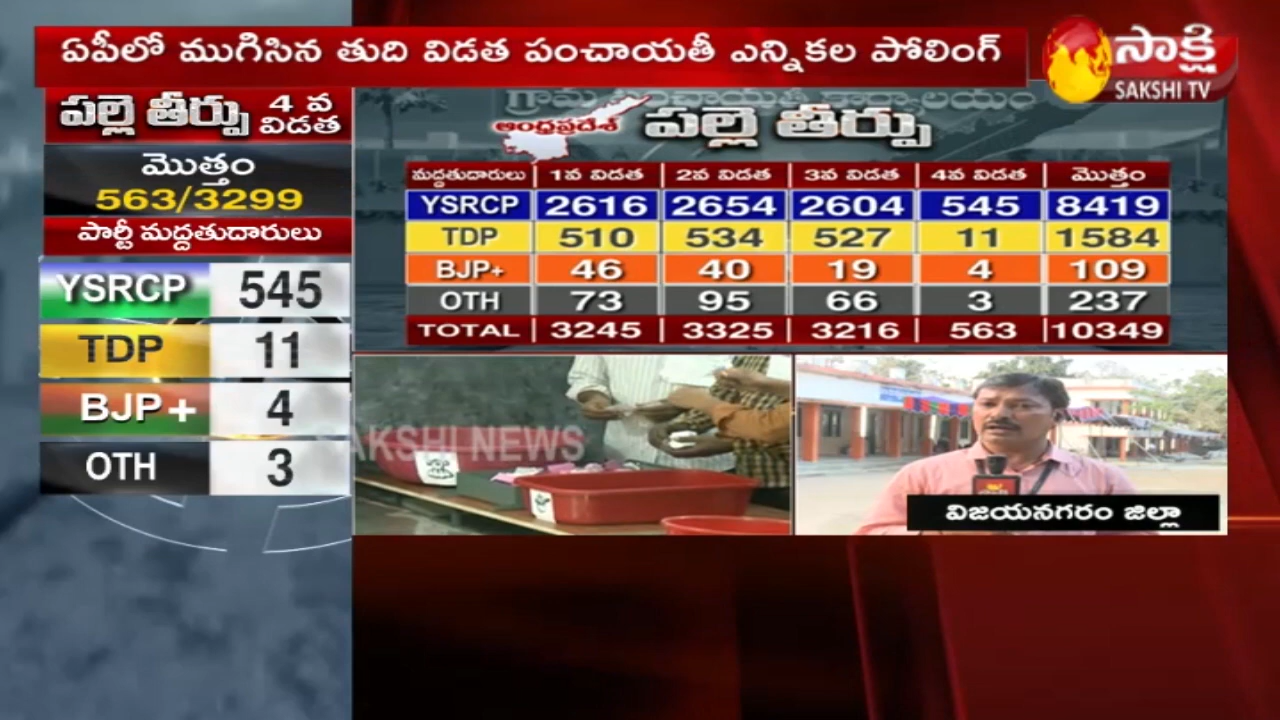 ఏపీలో ముగిసిన తుది విడత పంచాయతీ ఎన్నికల పోలింగ్
సాక్షి
SAKSHI TV
పల్లె తీర్పు 4 వ విడత
మొత్తం
563/3299
పార్టీ మద్దతుదారులు
YSRCP 545
TDP 11
BJP+ 4
OTH 3
గ్రామ పంచాయతీ కార్యాలయం
ఆంధ్రప్రదేశ్ పల్లె తీర్పు
మద్దతుదారులు 1వ విడత 2వ విడత 3వ విడత 4వ విడత మొత్తం
YSRCP 2616 2654 2604 545 8419
TDP 510 534 527 11 1584
BJP+ 46 40 19 4 109
OTH 73 95 66 3 237
TOTAL 3245 3325 3216 563 10349
SAKSHI NEWS
విజయనగరం జిల్లా